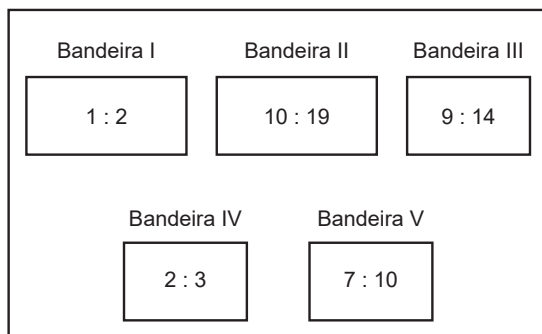 Bandeira I
Bandeira II
Bandeira III
1 : 2
10 : 19
9 : 14
Bandeira IV
Bandeira V
2 : 3
7 : 10